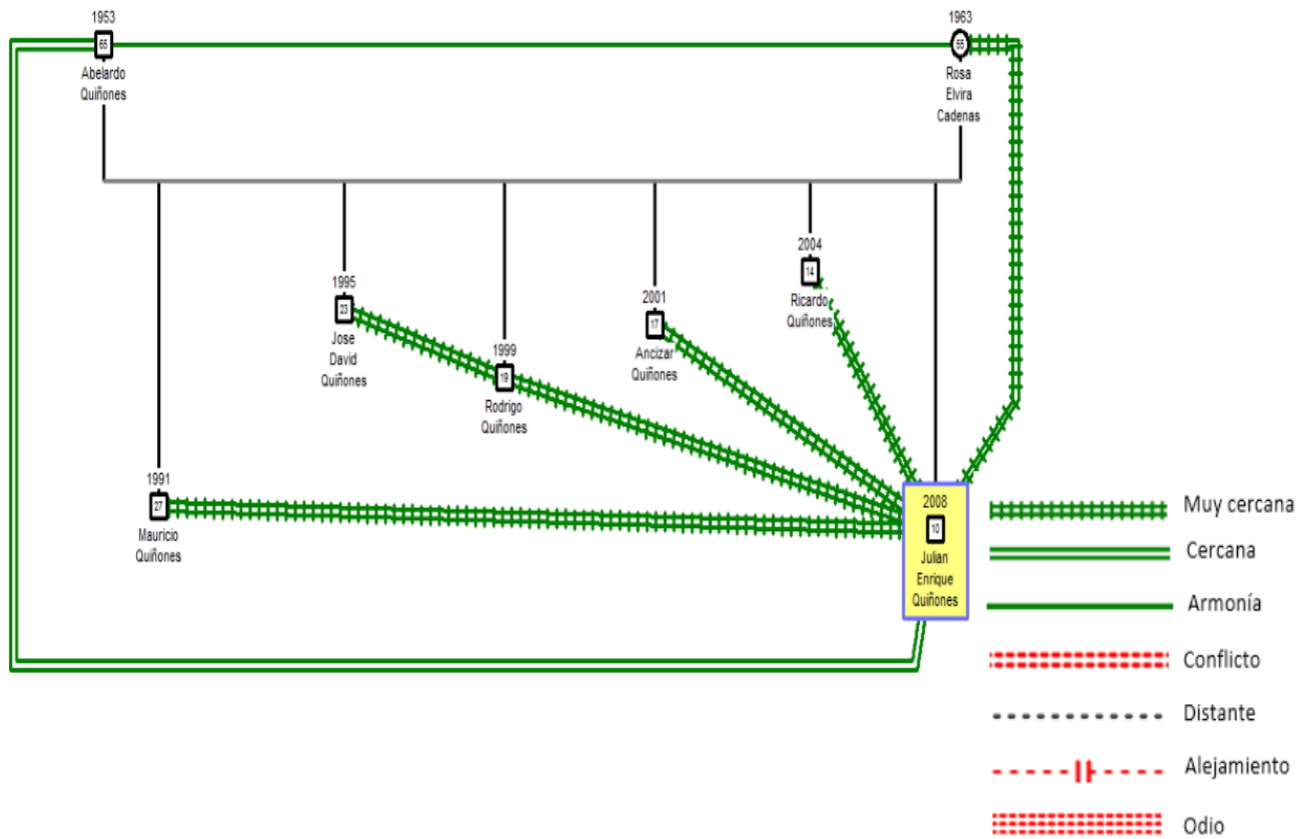 1953
65
Abelardo
Quiñones
1963
55
Rosa
Elvira
Cadenas
1995
23
Jose
David
Quiñones
1999
19
Rodrigo
Quiñones
2001
17
Ancizar
Quiñones
2004
14
Ricardo
Quiñones
1991
27
Mauricio
Quiñones
2008
10
Julian
Enrique
Quiñones
Muy cercana
Cercana
Armonía
Conflicto
Distante
Alejamiento
Odio